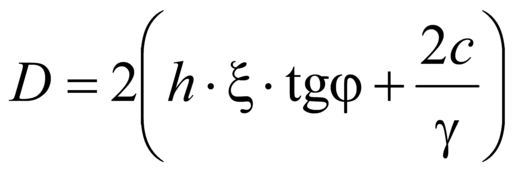 D = 2(h · ξ · tgφ + 2c/γ)